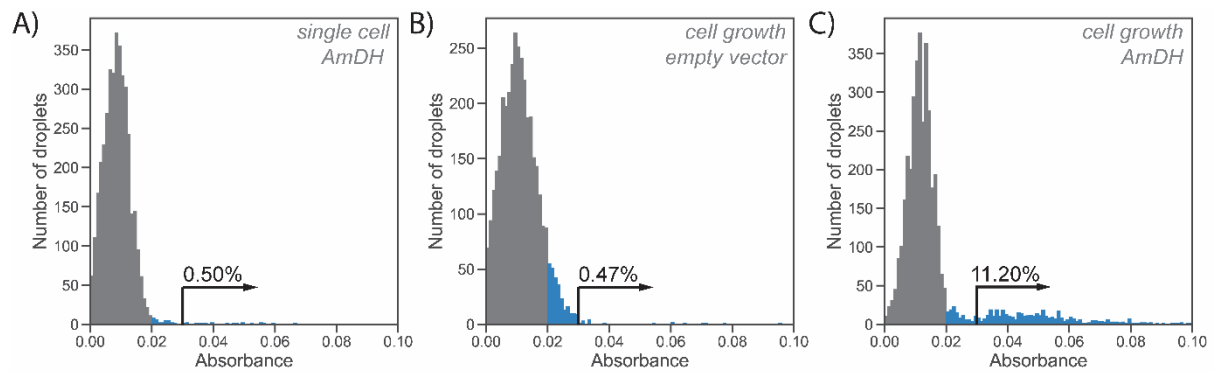 A)
single cell
AmDH
350
300
250
200
150
100
50
0
Number of droplets
0.50%
0.00 0.02 0.04 0.06 0.08 0.10
Absorbance
B)
cell growth
empty vector
250
200
150
100
50
0
Number of droplets
0.47%
0.00 0.02 0.04 0.06 0.08 0.10
Absorbance
C)
cell growth
AmDH
350
300
250
200
150
100
50
0
Number of droplets
11.20%
0.00 0.02 0.04 0.06 0.08 0.10
Absorbance